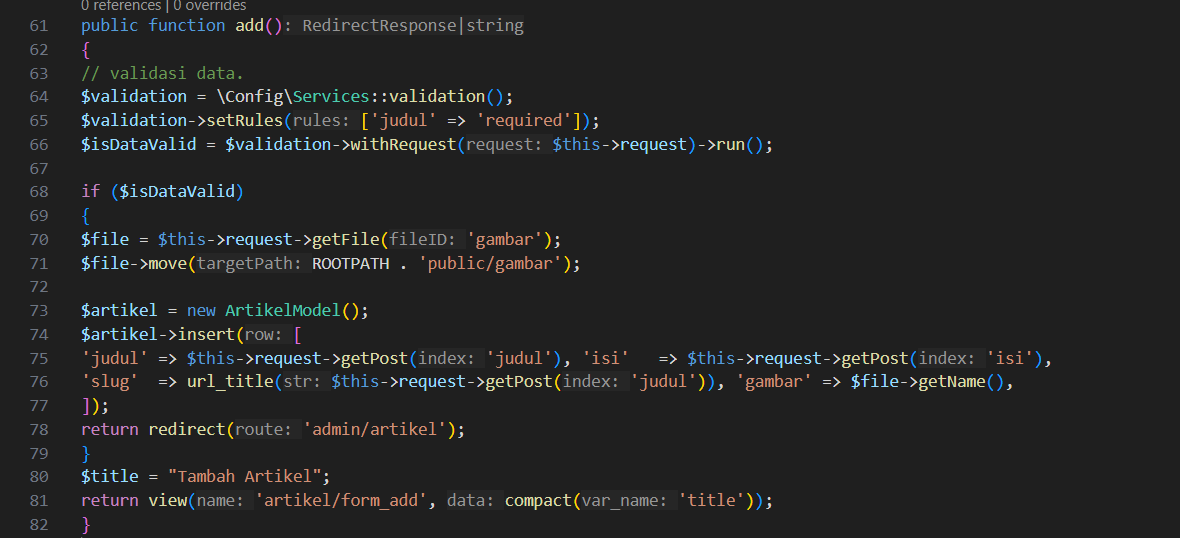 0 references | 0 overrides
61 public function add(): RedirectResponse|string
62 {
63 // validasi data.
64 $validation = \Config\Services::validation();
65 $validation->setRules(rules: ['judul' => 'required']);
66 $isDataValid = $validation->withRequest(request: $this->request)->run();
67
68 if ($isDataValid)
69 {
70 $file = $this->request->getFile(fileID: 'gambar');
71 $file->move(targetPath: ROOTPATH . 'public/gambar');
72
73 $artikel = new ArtikelModel();
74 $artikel->insert(row: [
75 'judul' => $this->request->getPost(index: 'judul'), 'isi'   => $this->request->getPost(index: 'isi'),
76 'slug'  => url_title(str: $this->request->getPost(index: 'judul')), 'gambar' => $file->getName(),
77 ]);
78 return redirect(route: 'admin/artikel');
79 }
80 $title = "Tambah Artikel";
81 return view(name: 'artikel/form_add', data: compact(var_name: 'title'));
82 }